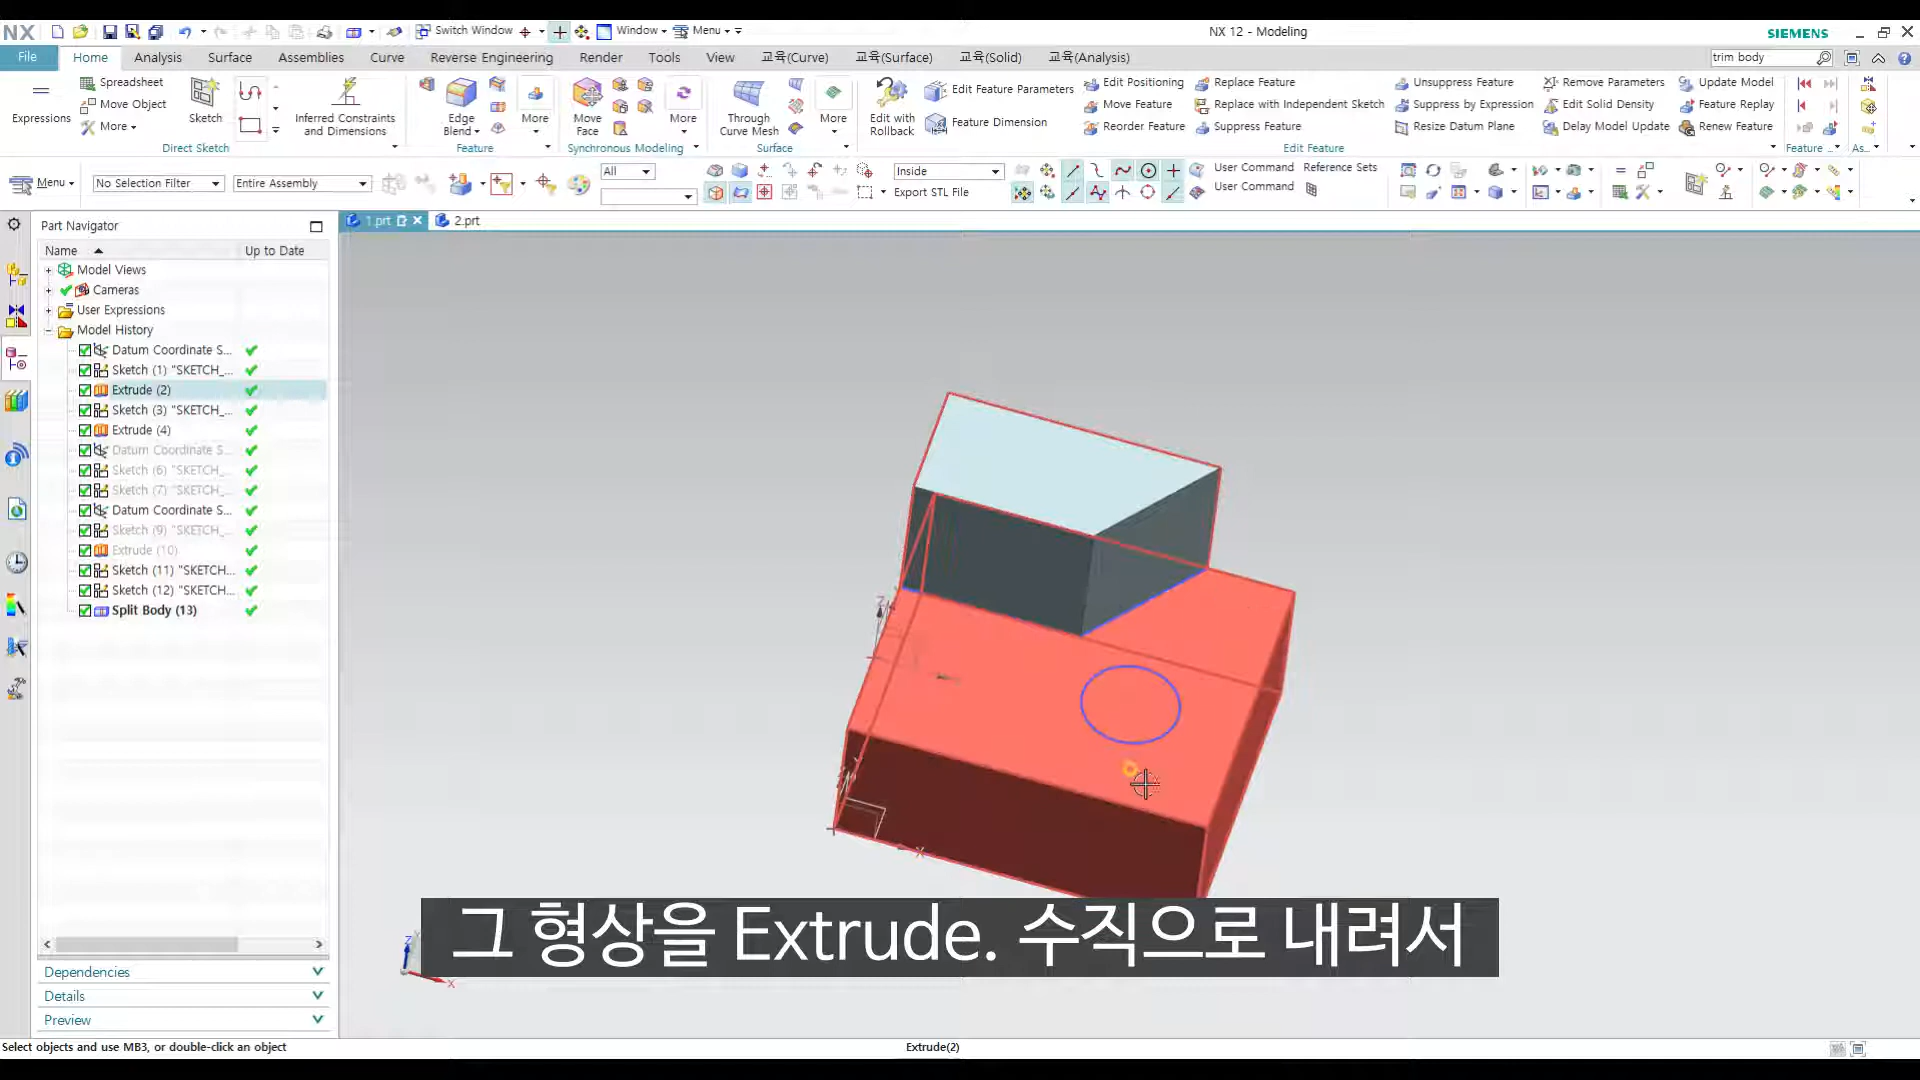 NX
Switch Window
Window
Menu
NX 12 - Modeling
SIEMENS
File
Home
Analysis
Surface
Assemblies
Curve
Reverse Engineering
Render
Tools
View
교육(Curve)
교육(Surface)
교육(Solid)
교육(Analysis)
trim body
Expressions
Spreadsheet
Move Object
More
Sketch
Direct Sketch
Inferred Constraints
and Dimensions
Edge
Blend
More
Feature
Move
Face
More
Synchronous Modeling
Through
Curve Mesh
More
Surface
Edit with
Rollback
Edit Feature Parameters
Feature Dimension
Edit Positioning
Move Feature
Reorder Feature
Replace Feature
Replace with Independent Sketch
Suppress Feature
Edit Feature
Unsuppress Feature
Suppress by Expression
Resize Datum Plane
Remove Parameters
Edit Solid Density
Delay Model Update
Update Model
Feature Replay
Renew Feature
Feature ..
As...
Menu
No Selection Filter
Entire Assembly
All
Inside
Export STL File
User Command
User Command
Reference Sets
Part Navigator
1.prt
2.prt
Name
Up to Date
Model Views
Cameras
User Expressions
Model History
Datum Coordinate S...
Sketch (1) "SKETCH_...
Extrude (2)
Sketch (3) "SKETCH_...
Extrude (4)
Datum Coordinate S...
Sketch (6) "SKETCH_...
Sketch (7) "SKETCH_...
Datum Coordinate S...
Sketch (9) "SKETCH_...
Extrude (10)
Sketch (11) "SKETCH...
Sketch (12) "SKETCH...
Split Body (13)
Z
X
Z
X
그 형상을 Extrude. 수직으로 내려서
Dependencies
Details
Preview
Select objects and use MB3, or double-click an object
Extrude(2)